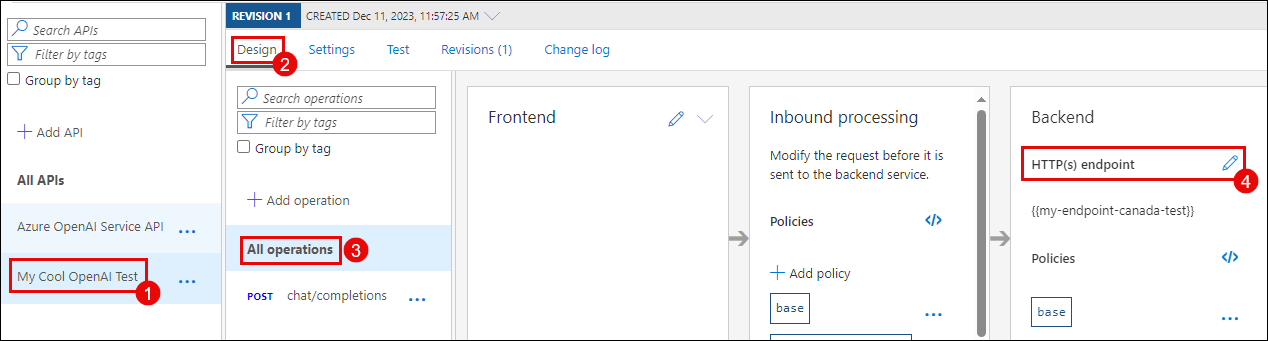 Search APIs
Filter by tags
Group by tag
Add API
All APIs
Azure OpenAI Service API ...
My Cool OpenAI Test ...
1
REVISION 1 CREATED Dec 11, 2023, 11:57:25 AM
Design Settings Test Revisions (1) Change log
2
Search operations
Filter by tags
Group by tag
Add operation
All operations
3
POST chat/completions ...
Frontend
Inbound processing
Modify the request before it is
sent to the backend service.
Policies </>
Add policy
base ...
Backend
HTTP(s) endpoint
4
{{my-endpoint-canada-test}}
Policies </>
base ...